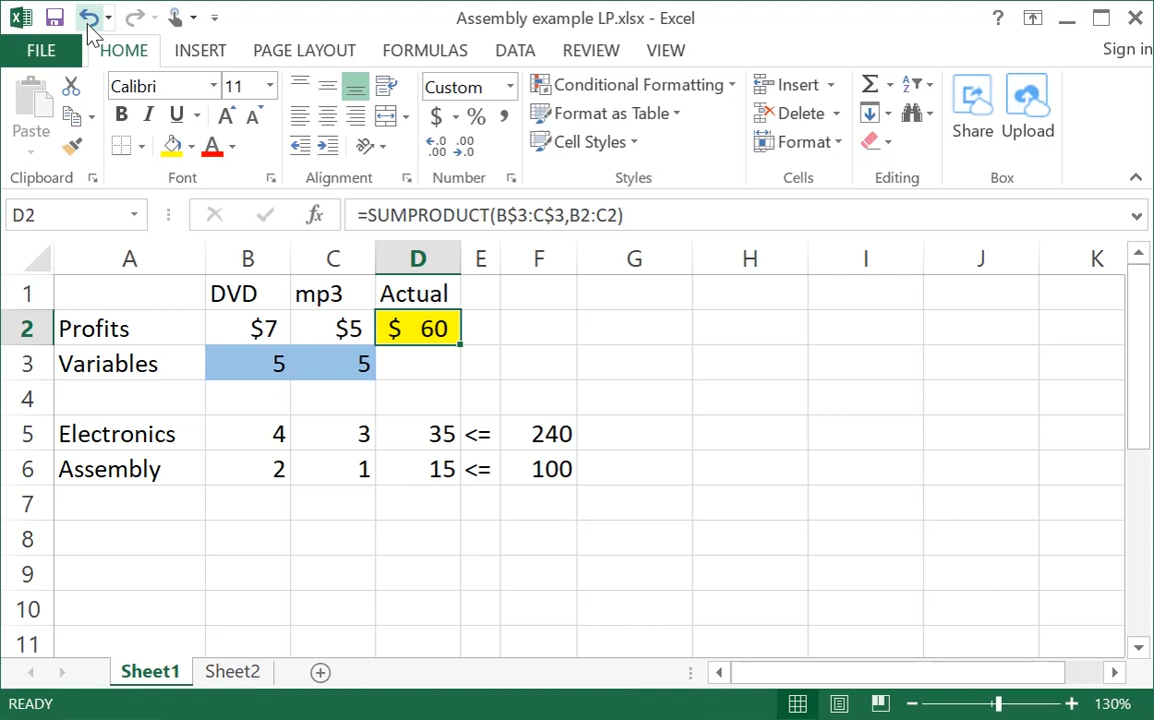 Assembly example LP.xlsx - Excel
?
FILE HOME INSERT PAGE LAYOUT FORMULAS DATA REVIEW VIEW Sign in
Calibri 11 Custom Conditional Formatting Insert
Paste B I U A A $ % , Format as Table Delete Share Upload
A .00 .00 Cell Styles Format
Clipboard Font Alignment Number Styles Cells Editing Box
D2 fx =SUMPRODUCT(B$3:C$3,B2:C2)
A B C D E F G H I J K
1 DVD mp3 Actual
2 Profits $7 $5 $ 60
3 Variables 5 5
4
5 Electronics 4 3 35 <= 240
6 Assembly 2 1 15 <= 100
7
8
9
10
11
Sheet1 Sheet2
READY 130%